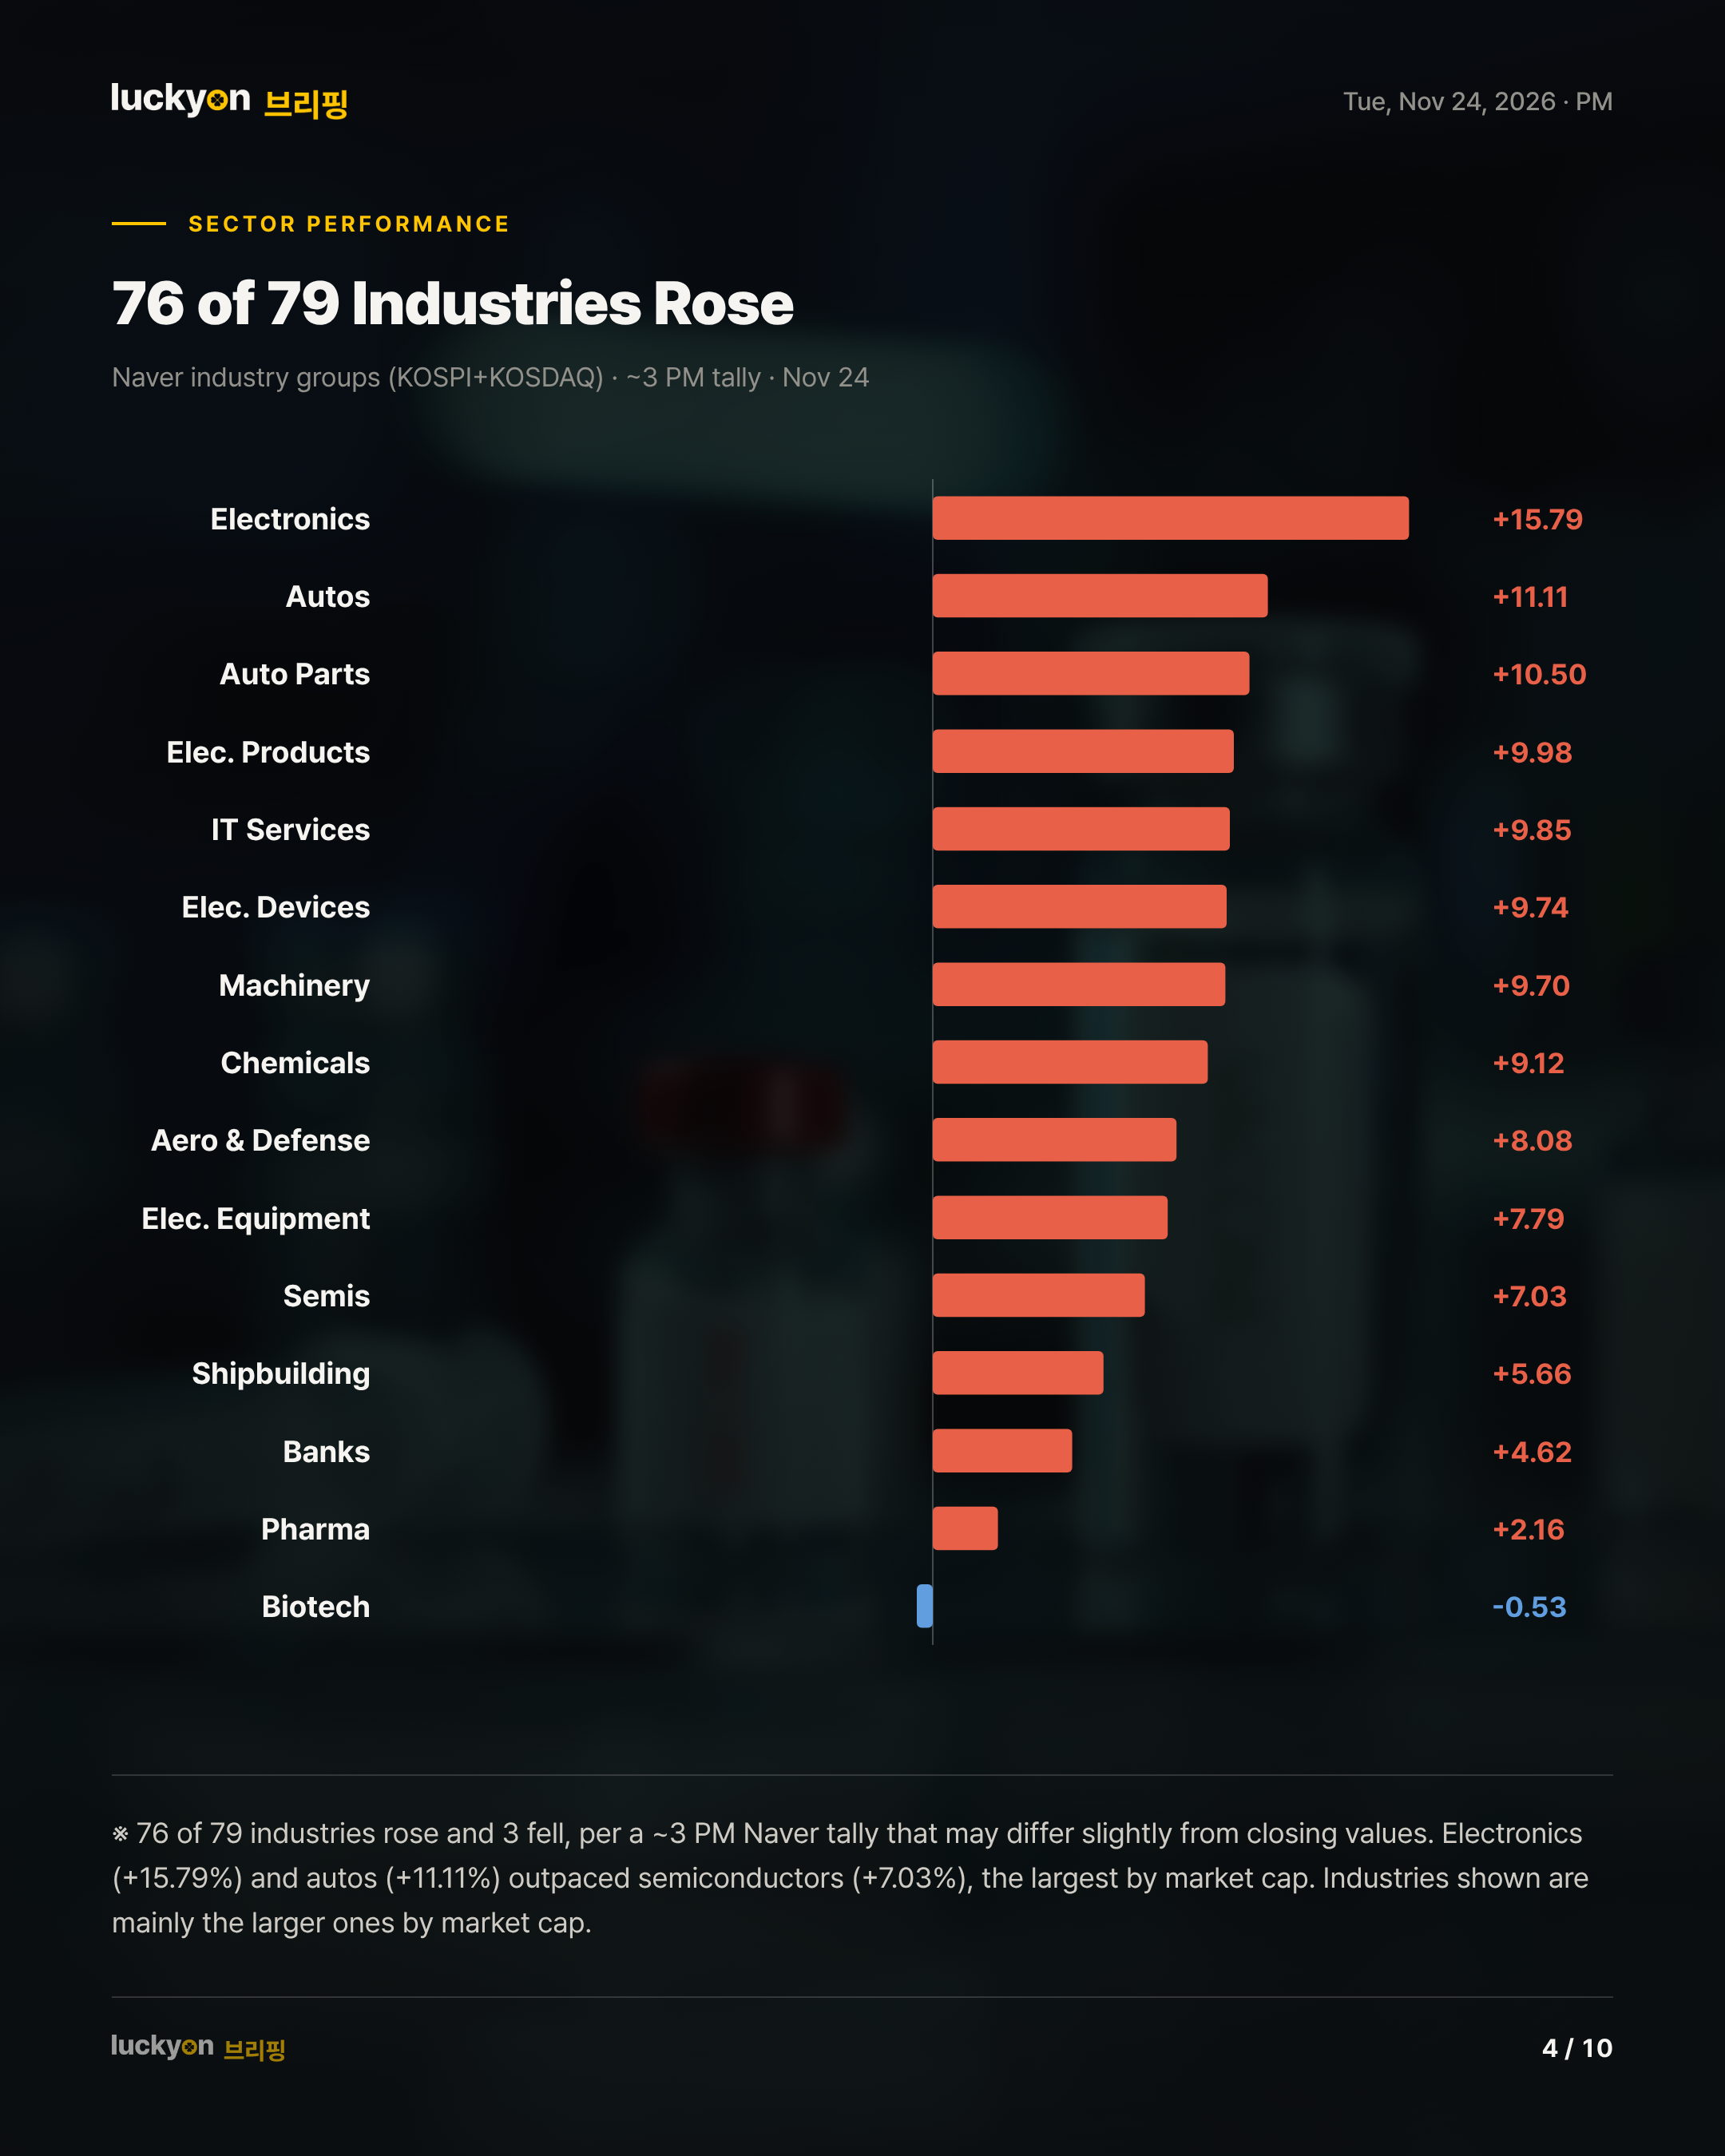 luckyon 브리핑
Tue, Nov 24, 2026 · PM
SECTOR PERFORMANCE
76 of 79 Industries Rose
Naver industry groups (KOSPI+KOSDAQ) · ~3 PM tally · Nov 24
Electronics +15.79
Autos +11.11
Auto Parts +10.50
Elec. Products +9.98
IT Services +9.85
Elec. Devices +9.74
Machinery +9.70
Chemicals +9.12
Aero & Defense +8.08
Elec. Equipment +7.79
Semis +7.03
Shipbuilding +5.66
Banks +4.62
Pharma +2.16
Biotech -0.53
※ 76 of 79 industries rose and 3 fell, per a ~3 PM Naver tally that may differ slightly from closing values. Electronics
(+15.79%) and autos (+11.11%) outpaced semiconductors (+7.03%), the largest by market cap. Industries shown are
mainly the larger ones by market cap.
luckyon 브리핑
4 / 10